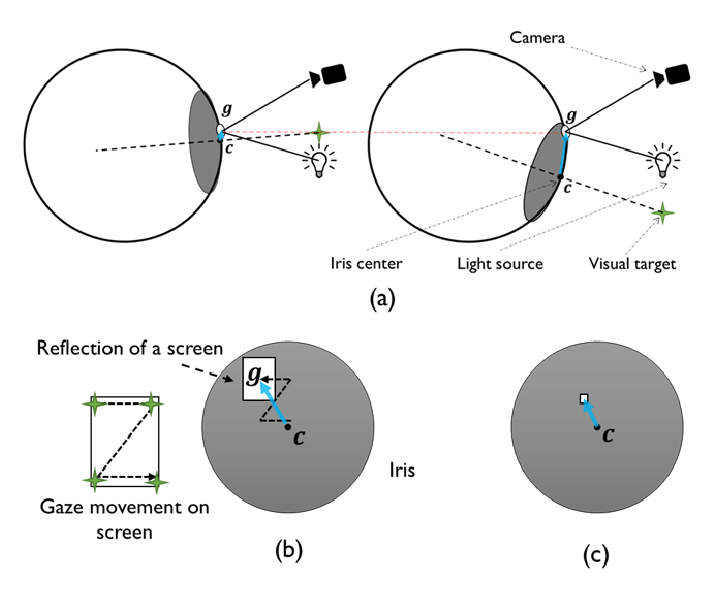 Camera
g
g
c
c
Iris center
Light source
Visual target
(a)
Reflection of a screen
g
c
c
Iris
Gaze movement on
screen
(b)
(c)